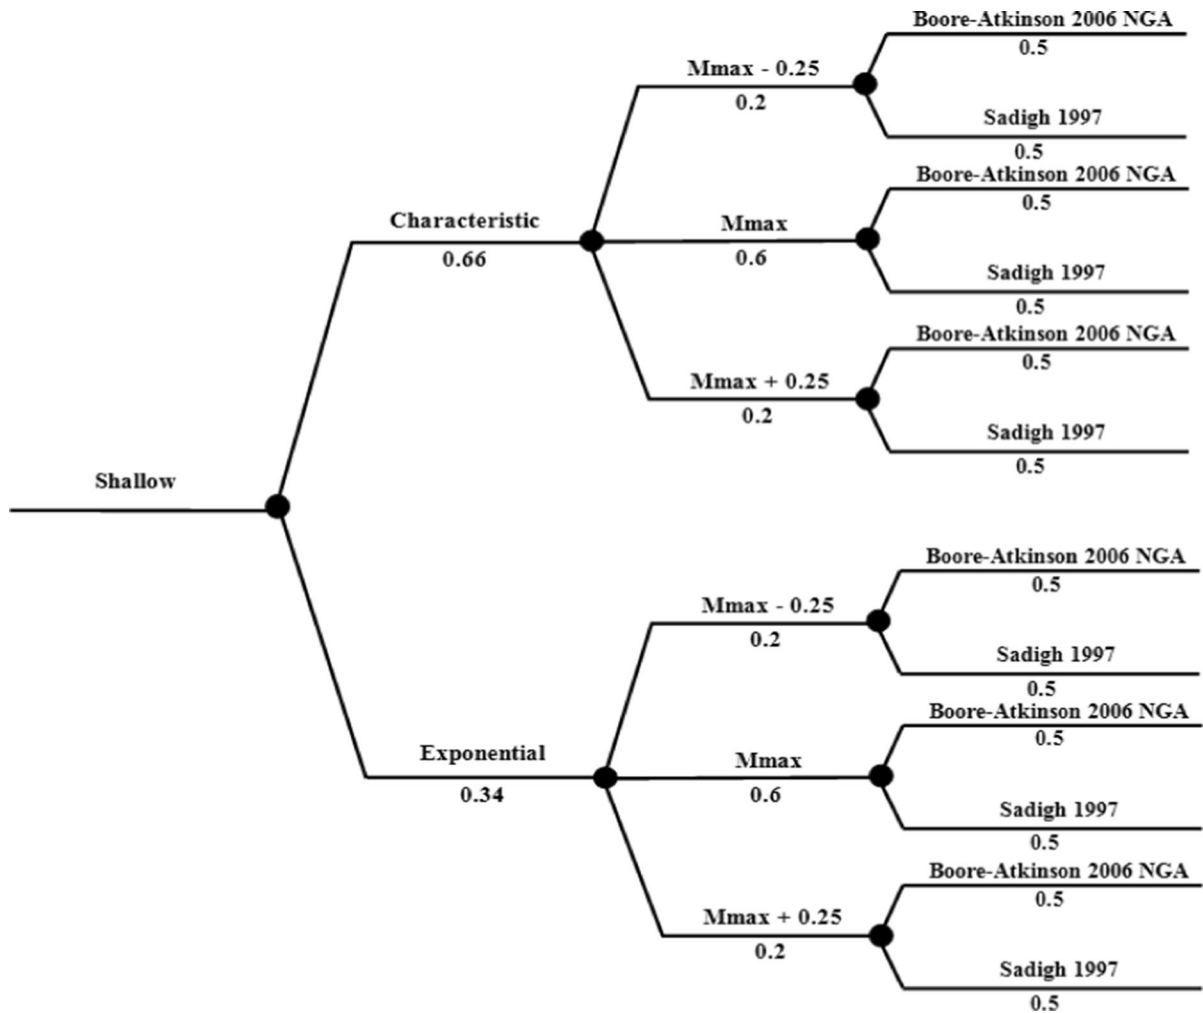 Boore-Atkinson 2006 NGA
0.5
Mmax - 0.25
0.2
Sadigh 1997
0.5
Boore-Atkinson 2006 NGA
0.5
Characteristic
0.66
Mmax
0.6
Sadigh 1997
0.5
Boore-Atkinson 2006 NGA
0.5
Mmax + 0.25
0.2
Sadigh 1997
0.5
Shallow
Boore-Atkinson 2006 NGA
0.5
Mmax - 0.25
0.2
Sadigh 1997
0.5
Boore-Atkinson 2006 NGA
0.5
Exponential
0.34
Mmax
0.6
Sadigh 1997
0.5
Boore-Atkinson 2006 NGA
0.5
Mmax + 0.25
0.2
Sadigh 1997
0.5